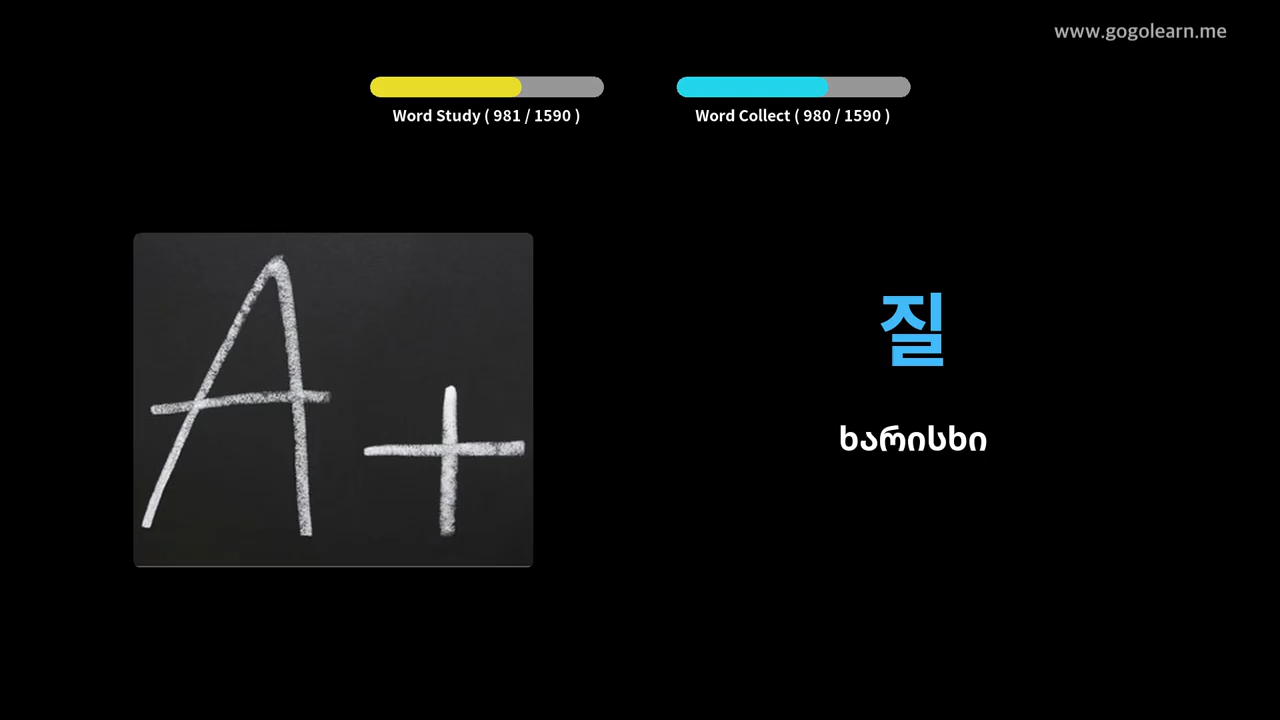 www.gogolearn.me
Word Study ( 981 / 1590 )
Word Collect ( 980 / 1590 )
A+
질
ხარისხი